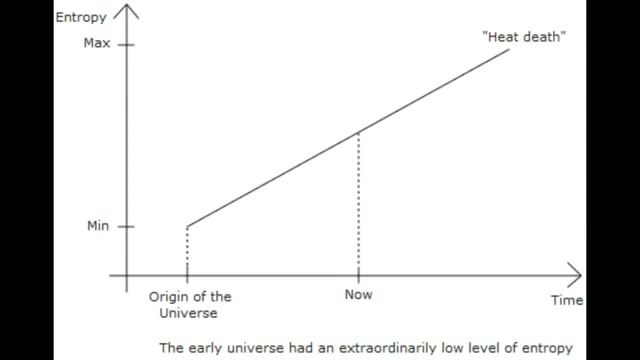 Entropy
Max
"Heat death"
Min
Origin of the
Universe
Now
Time
The early universe had an extraordinarily low level of entropy